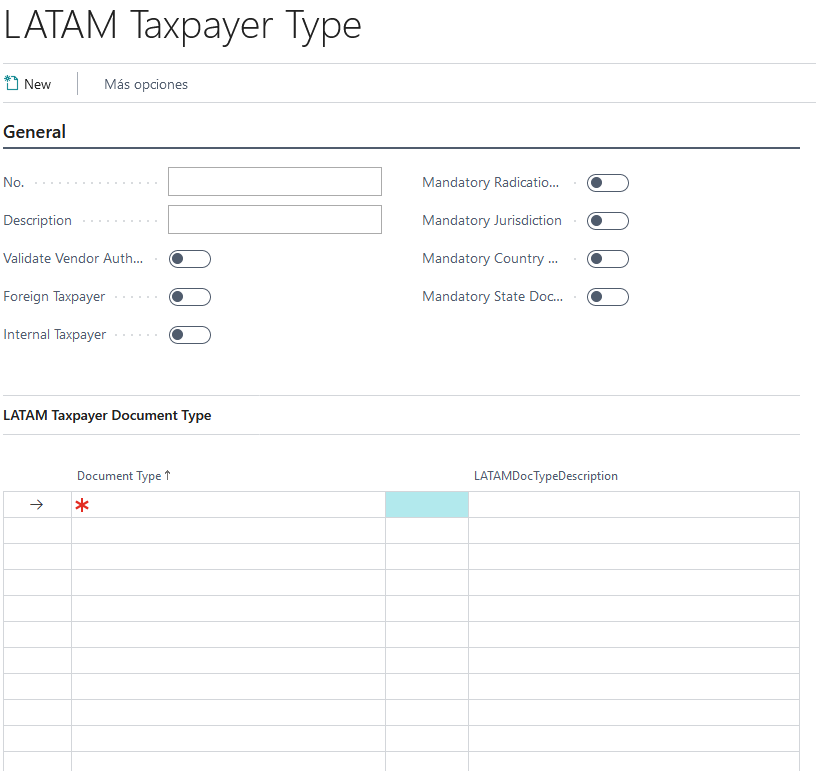 LATAM Taxpayer Type
New
Más opciones
General
No.
Description
Validate Vendor Auth...
Foreign Taxpayer
Internal Taxpayer
Mandatory Radicatio...
Mandatory Jurisdiction
Mandatory Country ...
Mandatory State Doc...
LATAM Taxpayer Document Type
Document Type ↑
LATAMDocTypeDescription